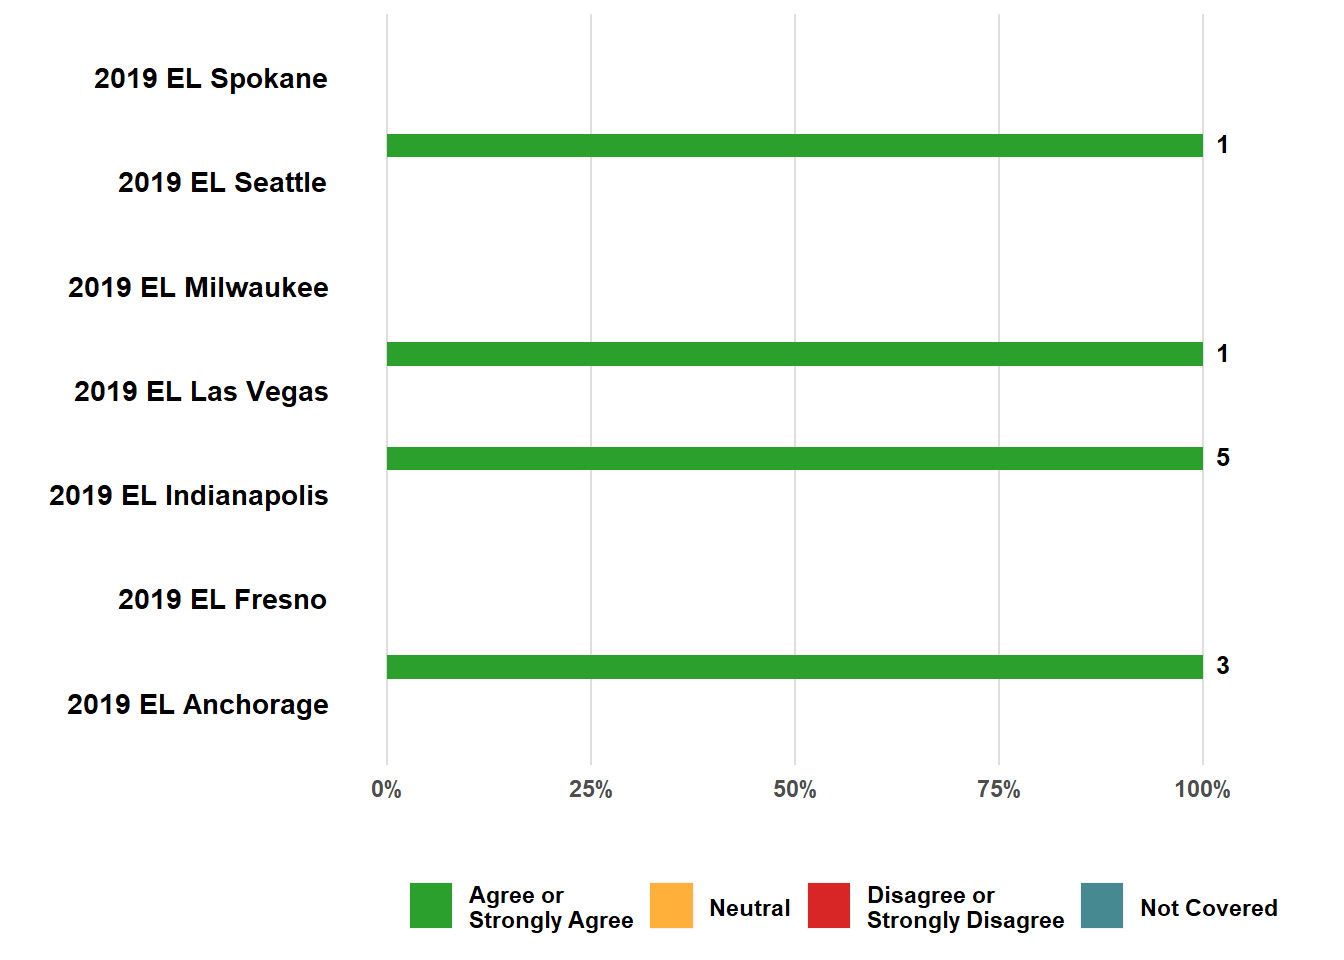 2019 EL Spokane
1
2019 EL Seattle
2019 EL Milwaukee
1
2019 EL Las Vegas
5
2019 EL Indianapolis
2019 EL Fresno
3
2019 EL Anchorage
0% 25% 50% 75% 100%
Agree or
Strongly Agree
Neutral
Disagree or
Strongly Disagree
Not Covered